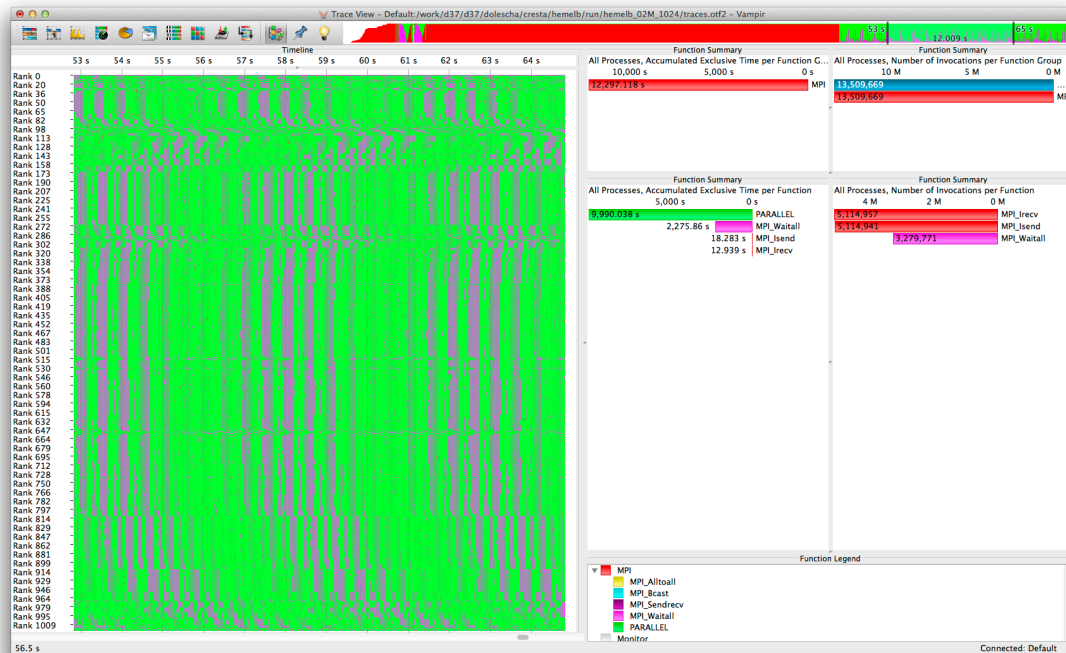 Trace View - Default:/work/d37/d37/dolescha/cresta/hemelb/run/hemelb_02M_1024/traces.otf2 - Vampir
53 s
12.009 s
65 s
Timeline
53 s 54 s 55 s 56 s 57 s 58 s 59 s 60 s 61 s 62 s 63 s 64 s
Rank 0
Rank 20
Rank 36
Rank 50
Rank 65
Rank 82
Rank 98
Rank 113
Rank 128
Rank 143
Rank 158
Rank 173
Rank 190
Rank 207
Rank 225
Rank 241
Rank 255
Rank 272
Rank 286
Rank 302
Rank 320
Rank 338
Rank 354
Rank 373
Rank 388
Rank 405
Rank 419
Rank 435
Rank 452
Rank 467
Rank 483
Rank 501
Rank 515
Rank 530
Rank 546
Rank 560
Rank 578
Rank 594
Rank 615
Rank 632
Rank 647
Rank 664
Rank 679
Rank 695
Rank 712
Rank 728
Rank 750
Rank 766
Rank 782
Rank 797
Rank 814
Rank 829
Rank 847
Rank 862
Rank 881
Rank 899
Rank 914
Rank 929
Rank 946
Rank 964
Rank 979
Rank 995
Rank 1009
Function Summary
All Processes, Accumulated Exclusive Time per Function G...
10,000 s 5,000 s 0 s
12,297.118 s MPI
Function Summary
All Processes, Number of Invocations per Function Group
10 M 5 M 0 M
13,509,669 ...
13,509,669
Function Summary
All Processes, Accumulated Exclusive Time per Function
5,000 s 0 s
9,990.038 s PARALLEL
2,275.86 s MPI_Waitall
18.283 s MPI_Isend
12.939 s MPI_Irecv
Function Summary
All Processes, Number of Invocations per Function
4 M 2 M 0 M
5,114,957 MPI_Irecv
5,114,941 MPI_Isend
3,279,771 MPI_Waitall
Function Legend
MPI
MPI_Alltoall
MPI_Bcast
MPI_Sendrecv
MPI_Waitall
PARALLEL
Monitor
56.5 s
Connected: Default